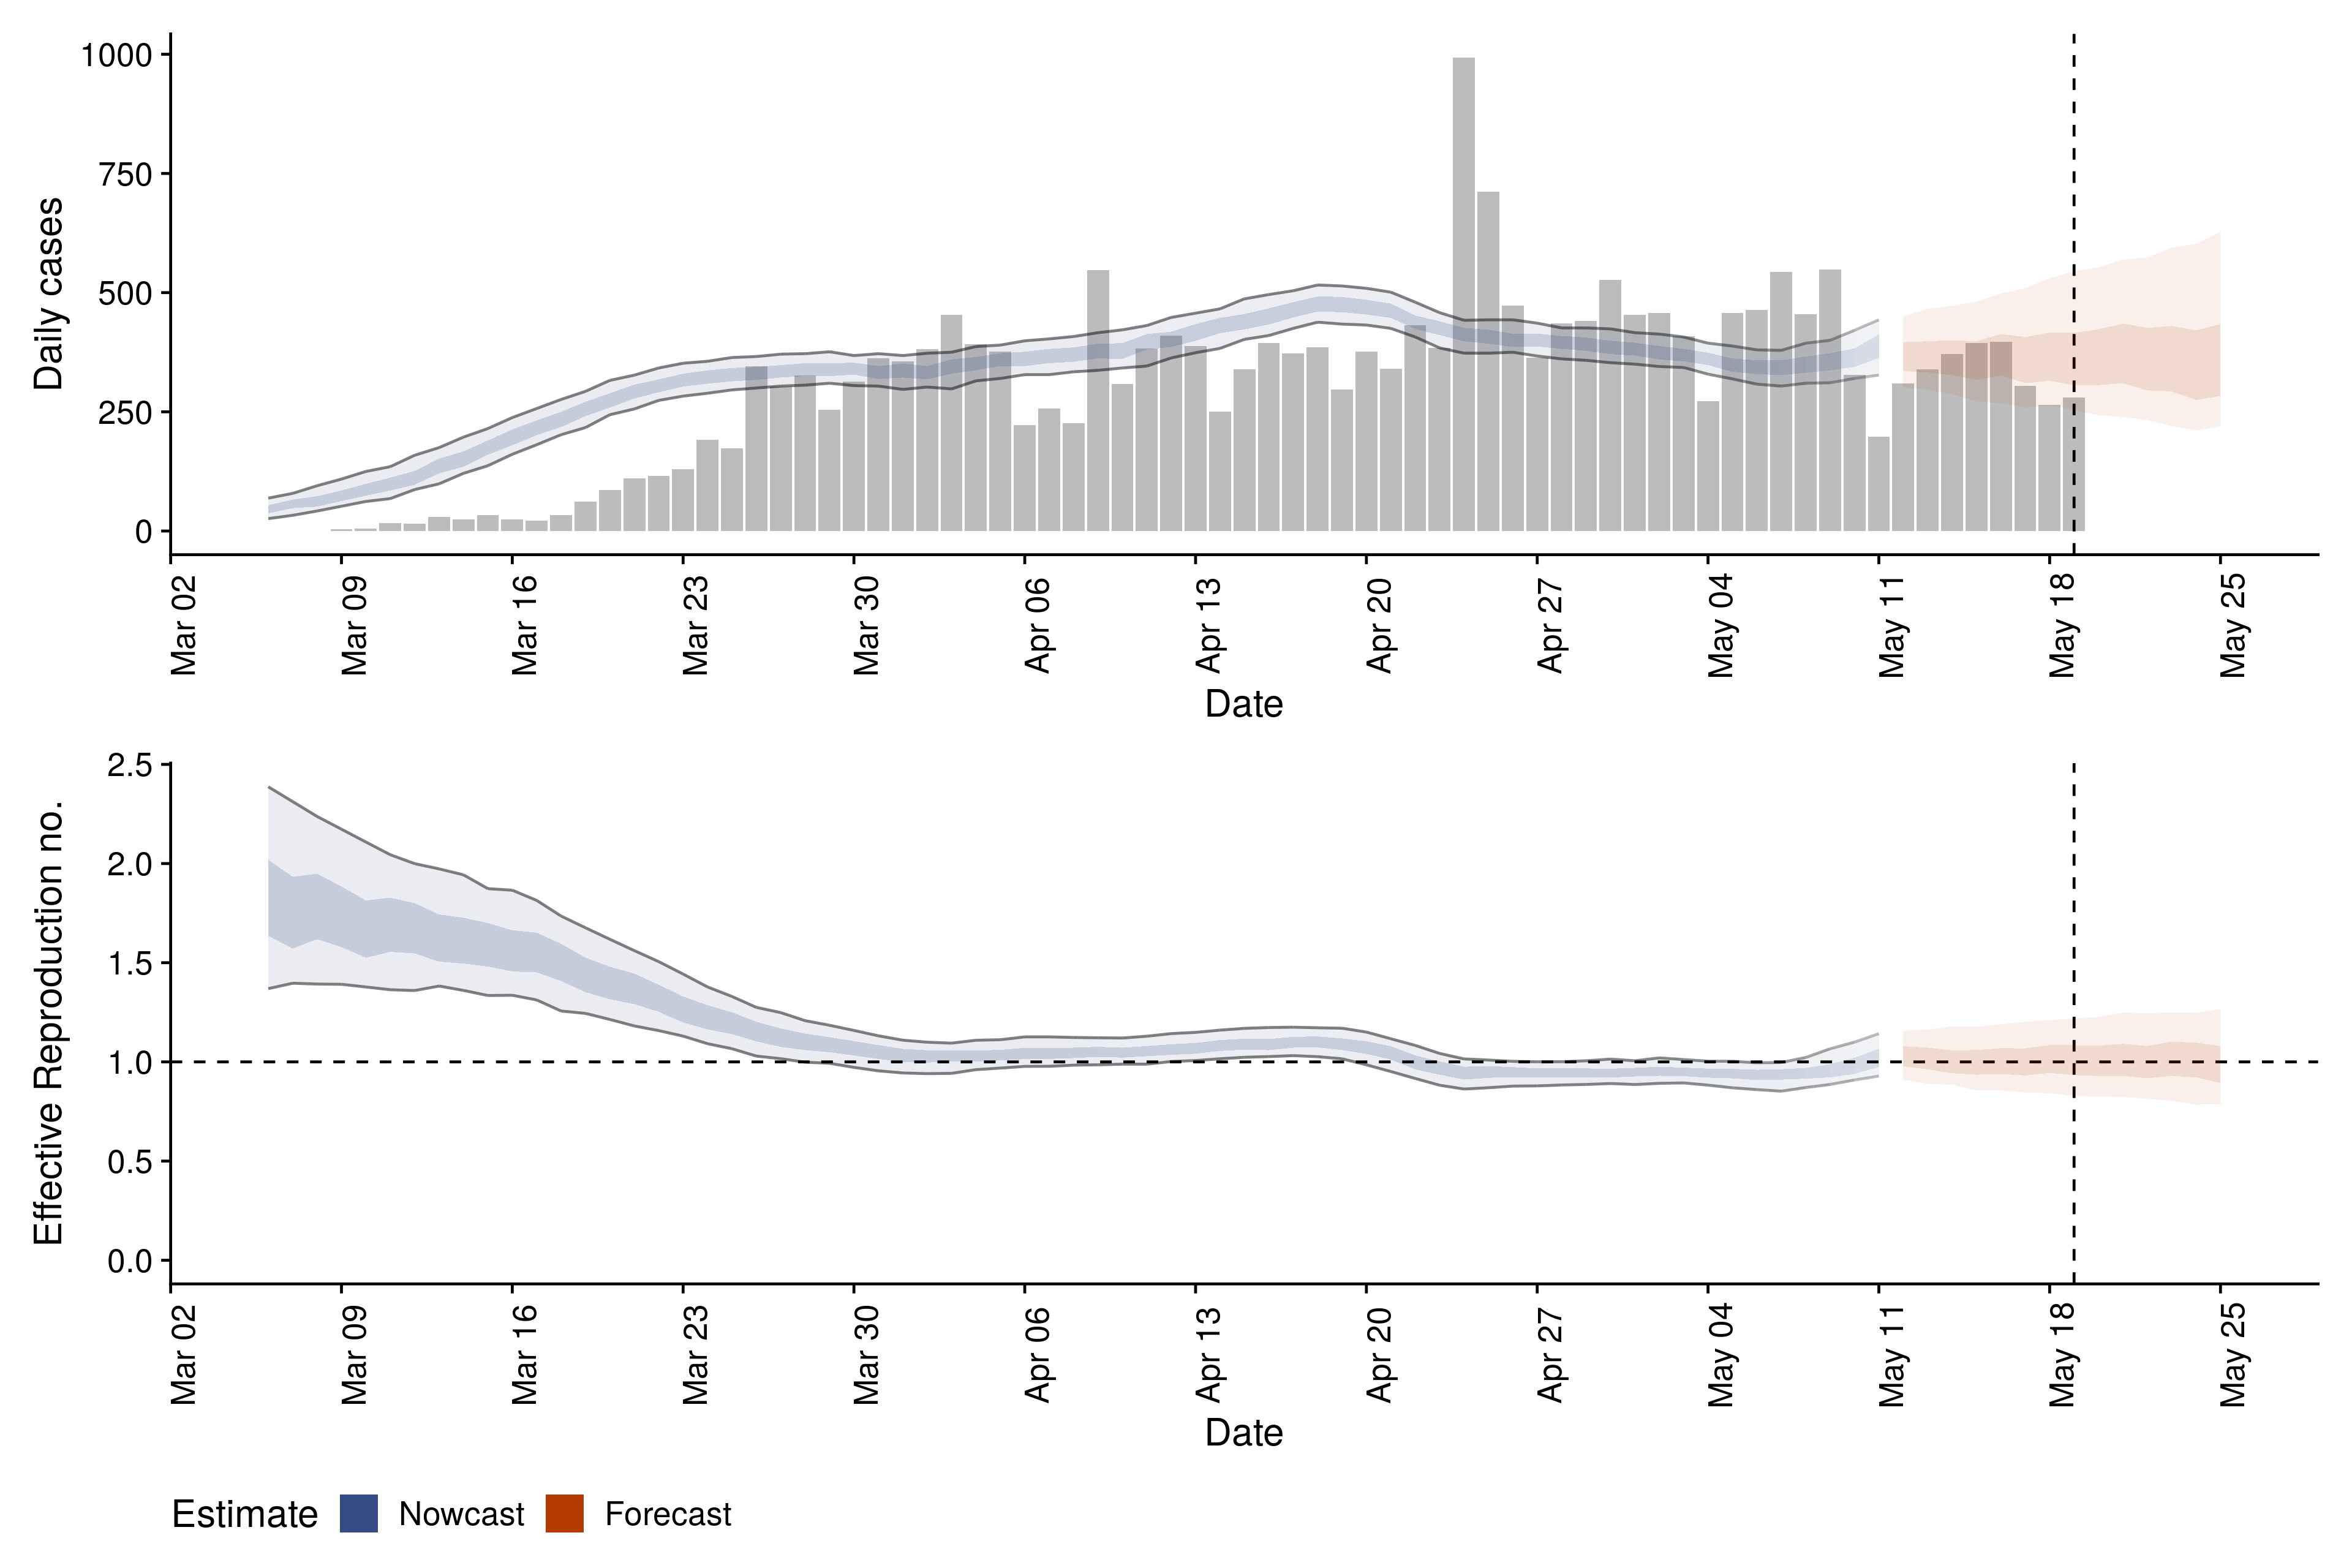 Daily cases
1000
750
500
250
0
Mar 02
Mar 09
Mar 16
Mar 23
Mar 30
Apr 06
Apr 13
Apr 20
Apr 27
May 04
May 11
May 18
May 25
Date
Effective Reproduction no.
2.5
2.0
1.5
1.0
0.5
0.0
Mar 02
Mar 09
Mar 16
Mar 23
Mar 30
Apr 06
Apr 13
Apr 20
Apr 27
May 04
May 11
May 18
May 25
Date
Estimate Nowcast Forecast